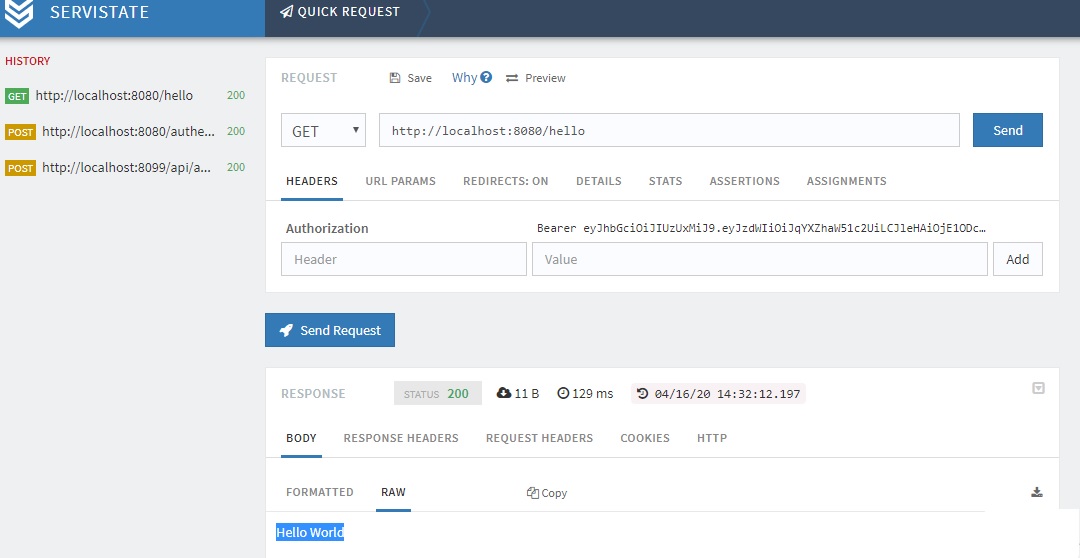 SERVISTATE
QUICK REQUEST
HISTORY
GET http://localhost:8080/hello 200
POST http://localhost:8080/authe... 200
POST http://localhost:8099/api/a... 200
REQUEST Save Why Preview
GET http://localhost:8080/hello Send
HEADERS URL PARAMS REDIRECTS: ON DETAILS STATS ASSERTIONS ASSIGNMENTS
Authorization Bearer eyJhbGciOiJIUzUxMiJ9.eyJzdWIiOiJqYXZhaW51c2UiLCJleHAiOjE1ODc…
Header Value Add
Send Request
RESPONSE STATUS 200 11 B 129 ms 04/16/20 14:32:12.197
BODY RESPONSE HEADERS REQUEST HEADERS COOKIES HTTP
FORMATTED RAW Copy
Hello World